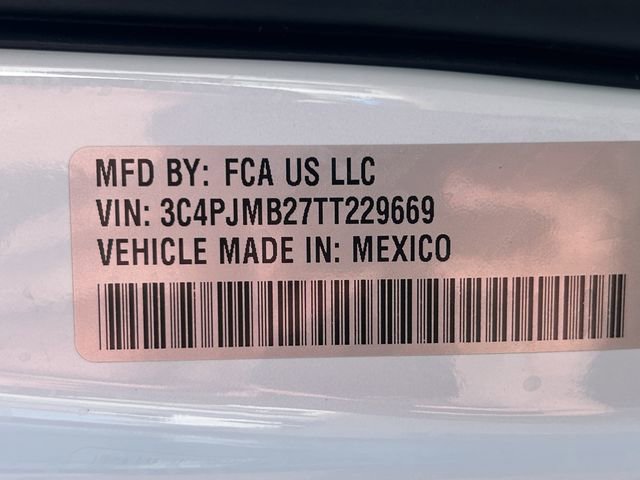 MFD BY: FCA US LLC
VIN: 3C4PJMB27TT229669
VEHICLE MADE IN: MEXICO